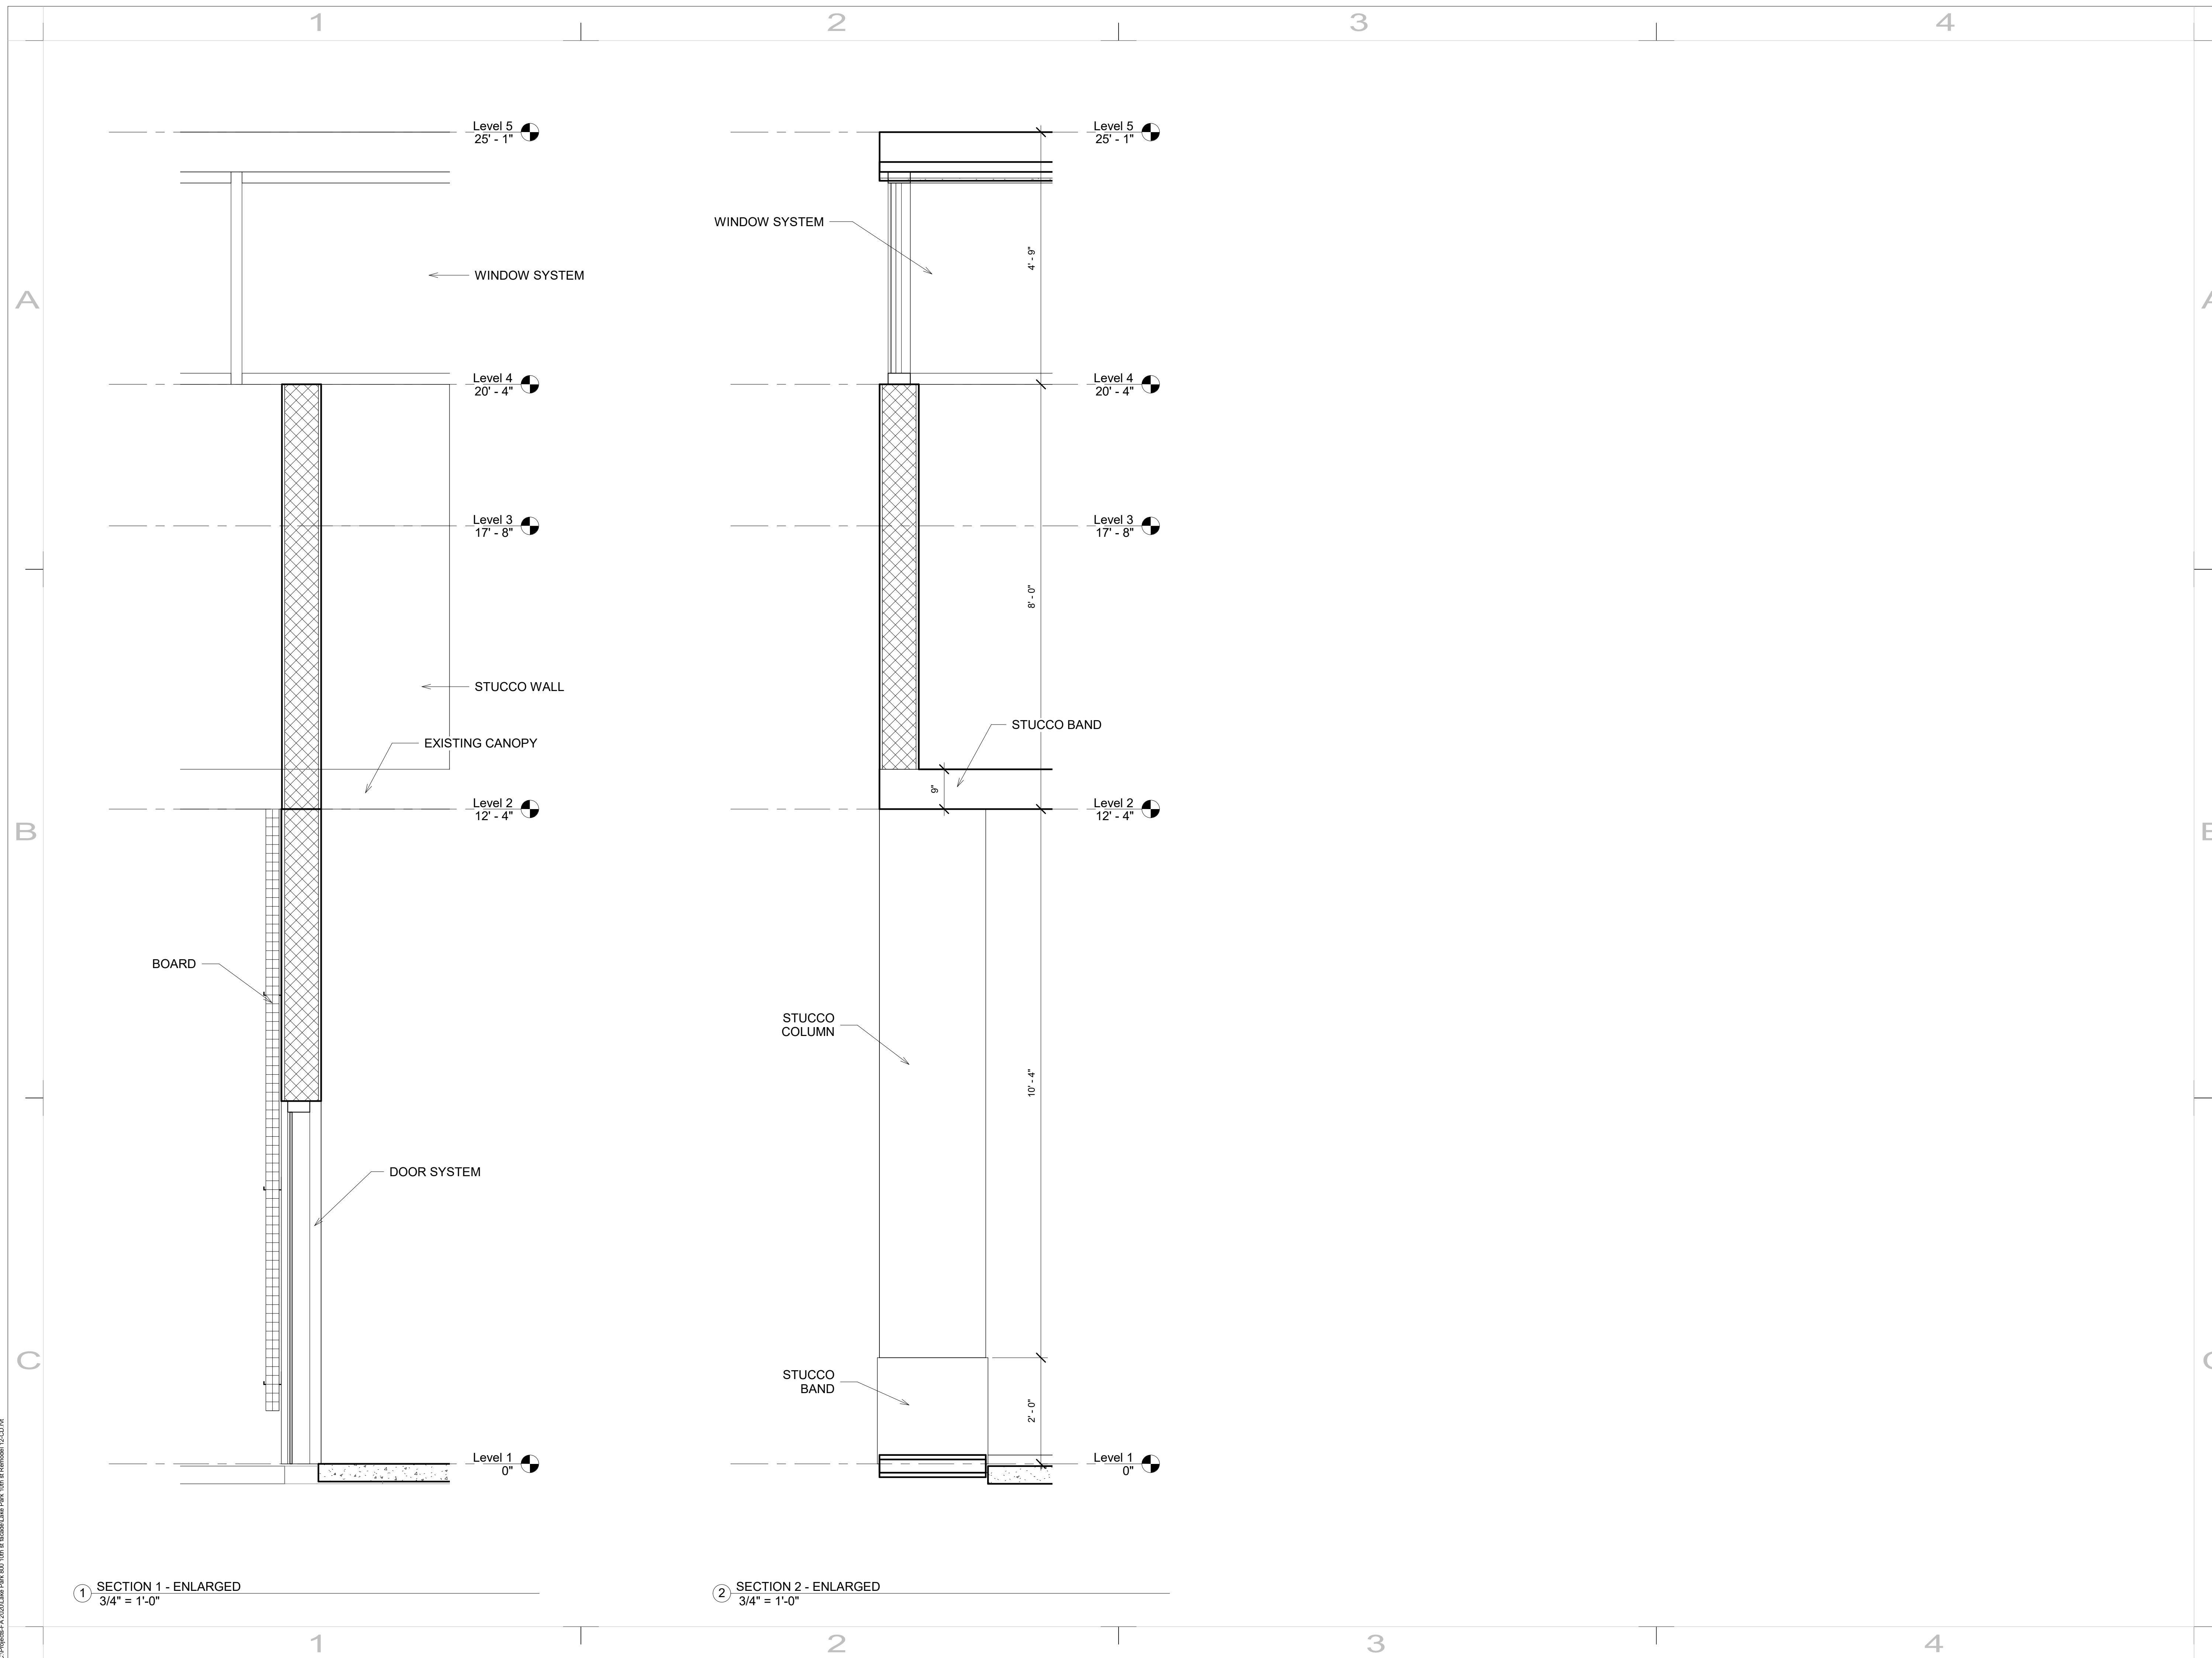 1
2
3
4
Level 5
25' - 1"
WINDOW SYSTEM
Level 4
20' - 4"
Level 3
17' - 8"
STUCCO WALL
EXISTING CANOPY
Level 2
12' - 4"
BOARD
DOOR SYSTEM
Level 1
0"
1
SECTION 1 - ENLARGED
3/4" = 1'-0"
Level 5
25' - 1"
WINDOW SYSTEM
4' - 9"
Level 4
20' - 4"
Level 3
17' - 8"
8' - 0"
STUCCO BAND
9"
Level 2
12' - 4"
STUCCO
COLUMN
10' - 4"
STUCCO
BAND
2' - 0"
Level 1
0"
2
SECTION 2 - ENLARGED
3/4" = 1'-0"
A
B
C
1
2
3
4